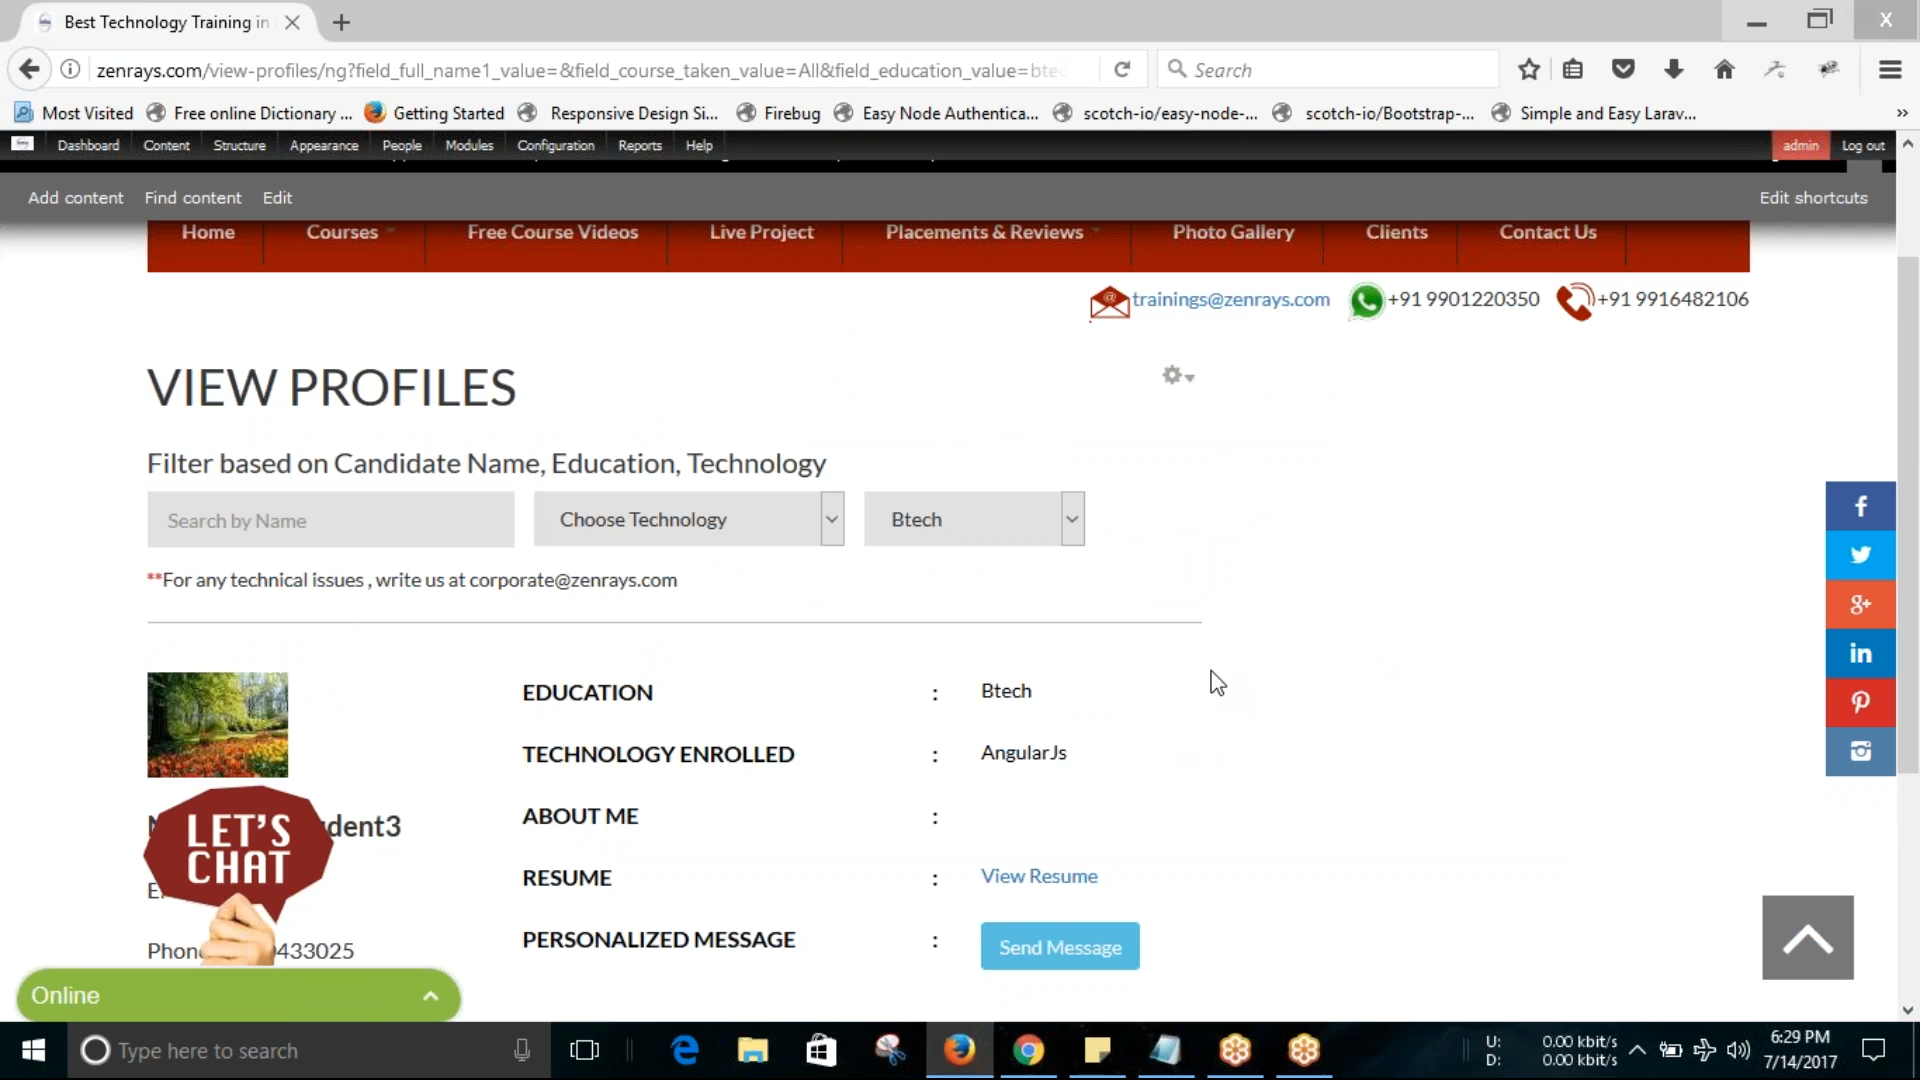 Best Technology Training in
zenrays.com/view-profiles/ng?field_full_name1_value=&field_course_taken_value=All&field_education_value=btec
Search
Most Visited Free online Dictionary ... Getting Started Responsive Design Si... Firebug Easy Node Authentica... scotch-io/easy-node-... scotch-io/Bootstrap-... Simple and Easy Larav... »
Dashboard Content Structure Appearance People Modules Configuration Reports Help admin Log out
Add content Find content Edit Edit shortcuts
Home Courses Free Course Videos Live Project Placements & Reviews Photo Gallery Clients Contact Us
trainings@zenrays.com +91 9901220350 +91 9916482106
VIEW PROFILES
Filter based on Candidate Name, Education, Technology
Search by Name Choose Technology Btech
**For any technical issues , write us at corporate@zenrays.com
EDUCATION : Btech
TECHNOLOGY ENROLLED : AngularJs
ABOUT ME :
dent3
LET'S
CHAT
RESUME : View Resume
PERSONALIZED MESSAGE : Send Message
433025
Online
Type here to search
U: 0.00 kbit/s
D: 0.00 kbit/s
6:29 PM
7/14/2017